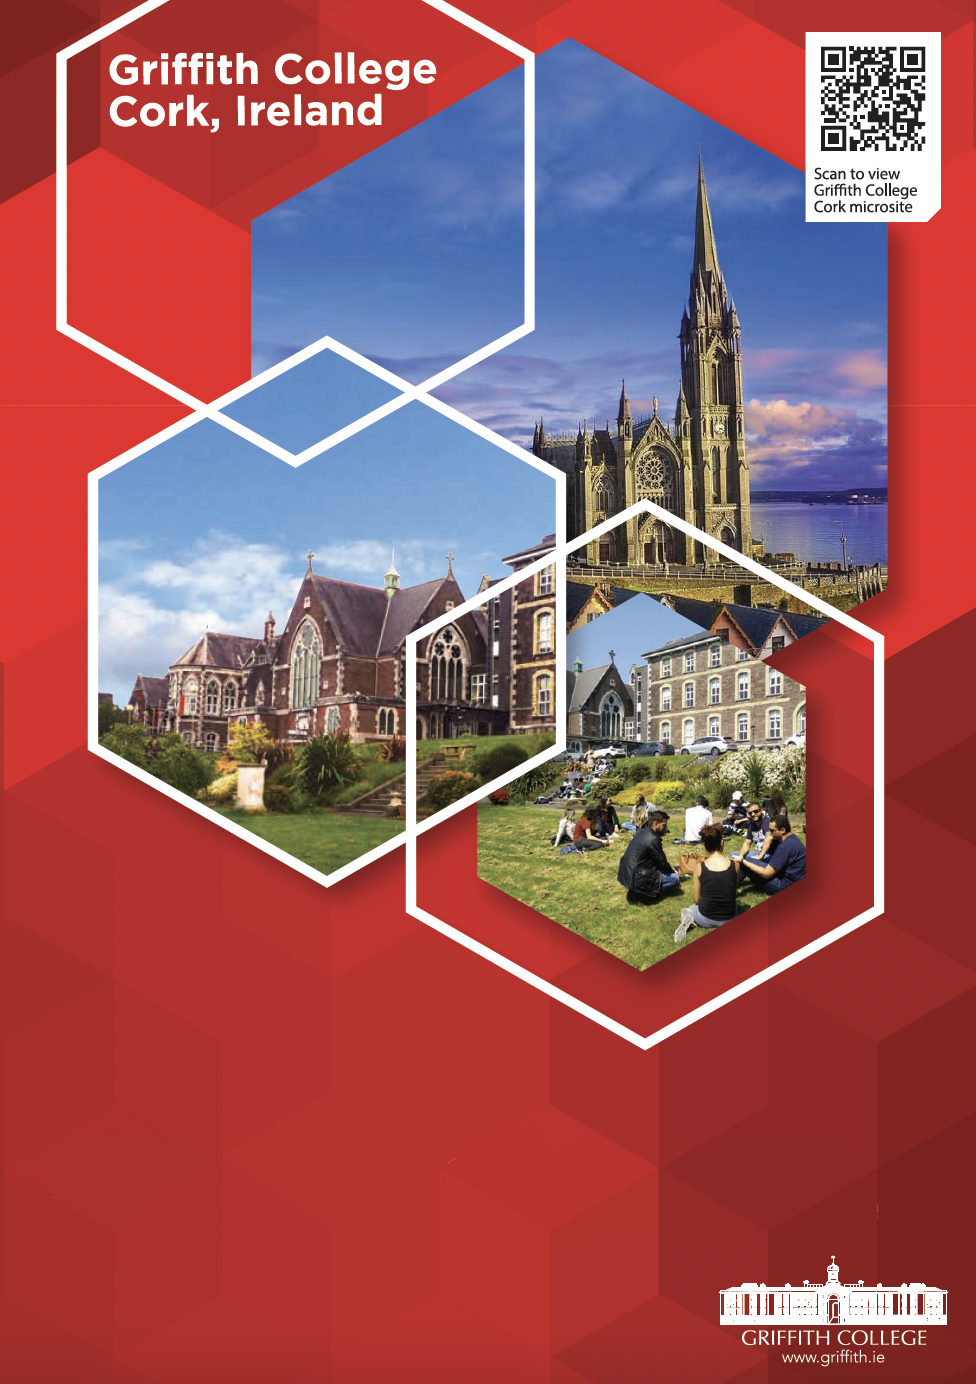 Griffith College
Cork, Ireland
Scan to view
Griffith College
Cork microsite
GRIFFITH COLLEGE
www.griffith.ie